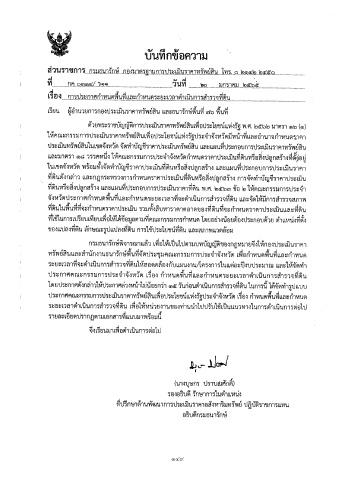 บันทึกข้อความ
ส่วนราชการ กรมธนารักษ์ กองมาตรฐานการประเมินราคาทรัพย์สิน โทร.
ที่ กค วันที่ ๒๐ มกราคม ๒๕๖๕
เรื่อง การประกาศกำหนดพื้นที่และกำหนดระยะเวลาดำเนินการสำรวจที่ดิน
เรียน ผู้อำนวยการกองประเมินราคาทรัพย์สิน และธนารักษ์พื้นที่ ๗๖ พื้นที่
ด้วยพระราชบัญญัติการประเมินราคาทรัพย์สินเพื่อประโยชน์แห่งรัฐ พ.ศ. ๒๕๖๒ มาตรา ๑๖ (๑)
ให้คณะกรรมการประเมินราคาทรัพย์สินเพื่อประโยชน์แห่งรัฐประจำจังหวัดมีหน้าที่และอำนาจกำหนดราคา
ประเมินทรัพย์สินในเขตจังหวัด จัดทำบัญชีราคาประเมินทรัพย์สิน และแผนที่ประกอบการประเมินราคาทรัพย์สิน
และมาตรา ๑๘ วรรคหนึ่ง ให้คณะกรรมการประจำจังหวัดกำหนดราคาประเมินที่ดินหรือสิ่งปลูกสร้างที่ตั้งอยู่
ในเขตจังหวัด พร้อมทั้งจัดทำบัญชีราคาประเมินที่ดินหรือสิ่งปลูกสร้าง และแผนที่ประกอบการประเมินราคา
ที่ดินดังกล่าว และกฎกระทรวงการกำหนดราคาประเมินที่ดินหรือสิ่งปลูกสร้าง การจัดทำบัญชีราคาประเมิน
ที่ดินหรือสิ่งปลูกสร้าง และแผนที่ประกอบการประเมินราคาที่ดิน พ.ศ. ๒๕๖๓ ข้อ ๒ ให้คณะกรรมการประจำ
จังหวัดประกาศกำหนดพื้นที่ และกำหนดระยะเวลาที่จะดำเนินการสำรวจที่ดิน และจัดให้มีการสำรวจสภาพ
ที่ดินในพื้นที่ที่จะกำหนดราคาประเมิน รวมทั้งสืบหาราคาตลาดของที่ดินที่จะกำหนดราคาประเมินและที่ดิน
ที่ใช้ในการเปรียบเทียบเพื่อให้ได้ข้อมูลตามที่คณะกรรมการกำหนด โดยอย่างน้อยต้องประกอบด้วย ตำแหน่งที่ตั้ง
ของแปลงที่ดิน ลักษณะรูปแปลงที่ดิน การใช้ประโยชน์ที่ดิน และสภาพแวดล้อม
กรมธนารักษ์พิจารณาแล้ว เพื่อให้เป็นไปตามบทบัญญัติของกฎหมายจึงให้กองประเมินราคา
ทรัพย์สินและสำนักงานธนารักษ์พื้นที่จัดประชุมคณะกรรมการประจำจังหวัด เพื่อกำหนดพื้นที่และกำหนด
ระยะเวลาที่จะดำเนินการสำรวจที่ดินให้สอดคล้องกับแผนงาน/โครงการในแต่ละปีงบประมาณ และให้จัดทำ
ประกาศคณะกรรมการประจำจังหวัด เรื่อง กำหนดพื้นที่และกำหนดระยะเวลาดำเนินการสำรวจที่ดิน
โดยประกาศดังกล่าวให้ประกาศล่วงหน้าไม่น้อยกว่า ๑๕ วันก่อนดำเนินการสำรวจที่ดิน ในการนี้ ได้จัดทำรูปแบบ
ประกาศคณะกรรมการประเมินราคาทรัพย์สินเพื่อประโยชน์แห่งรัฐประจำจังหวัด เรื่อง กำหนดพื้นที่และกำหนด
ระยะเวลาดำเนินการสำรวจที่ดิน เพื่อให้หน่วยงานของท่านนำไปปรับใช้เป็นแนวทางในการดำเนินการต่อไป
รายละเอียดปรากฏตามเอกสารที่แนบมาพร้อมนี้
จึงเรียนมาเพื่อดำเนินการต่อไป
(นางบุษกร ปราบสมศักดิ์)
รองอธิบดี รักษาการในตำแหน่ง
ที่ปรึกษาด้านพัฒนาการประเมินราคาอสังหาริมทรัพย์ ปฏิบัติราชการแทน
อธิบดีกรมธนารักษ์